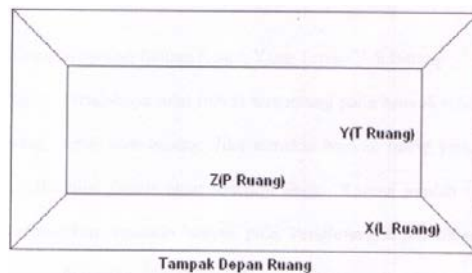 Y(T Ruang)
Z(P Ruang)
X(L Ruang)
Tampak Depan Ruang